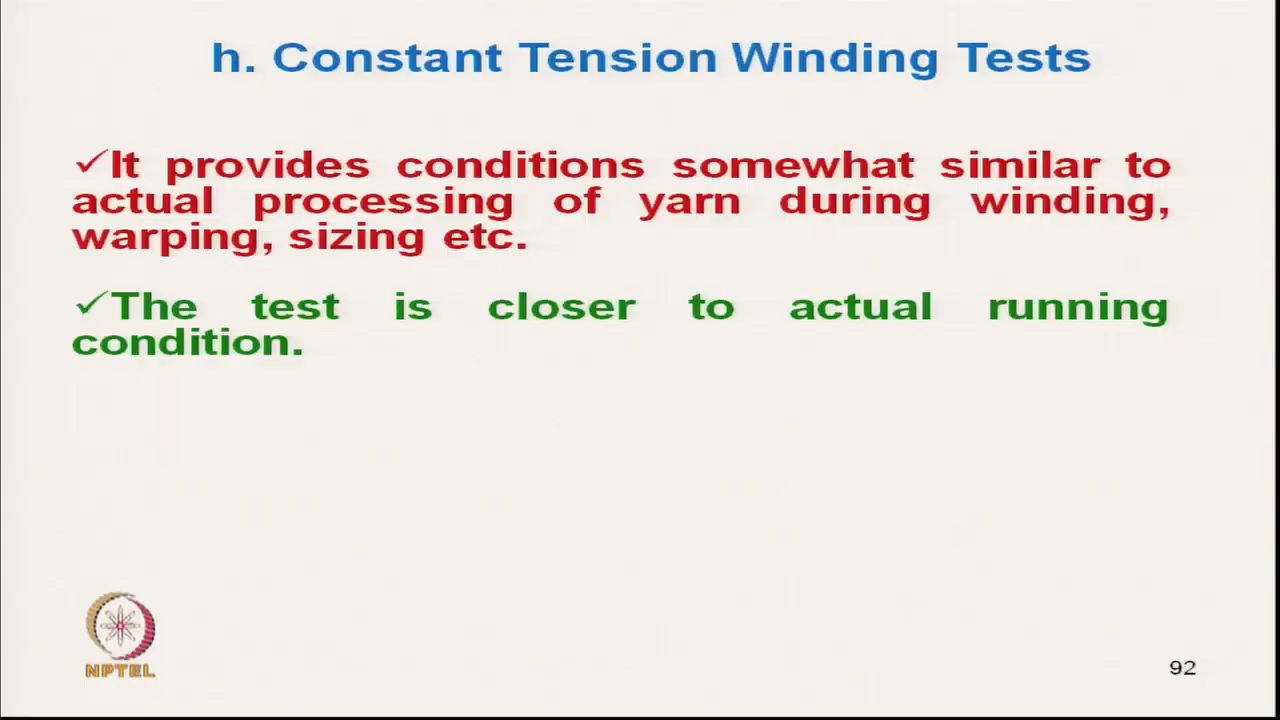 h. Constant Tension Winding Tests
✓It provides conditions somewhat similar to
actual processing of yarn during winding,
warping, sizing etc.
✓The test is closer to actual running
condition.
NPTEL
92